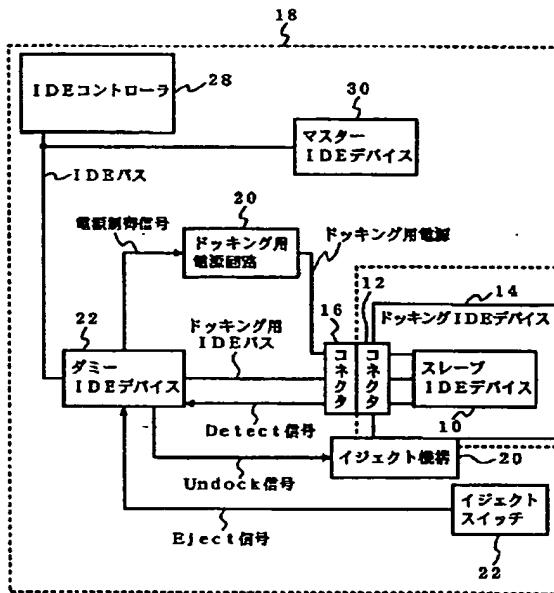 18
IDEコントローラ
28
30
マスター
IDEデバイス
IDEバス
電源制御信号
20
ドッキング用
電源回路
ドッキング用電源
12
14
16
ドッキングIDEデバイス
22
ドッキング用
IDEバス
ダミー
IDEデバイス
コネクタ
コネクタ
スレーブ
IDEデバイス
10
Detect信号
イジェクト機構
20
Undock信号
イジェクト
スイッチ
Eject信号
22